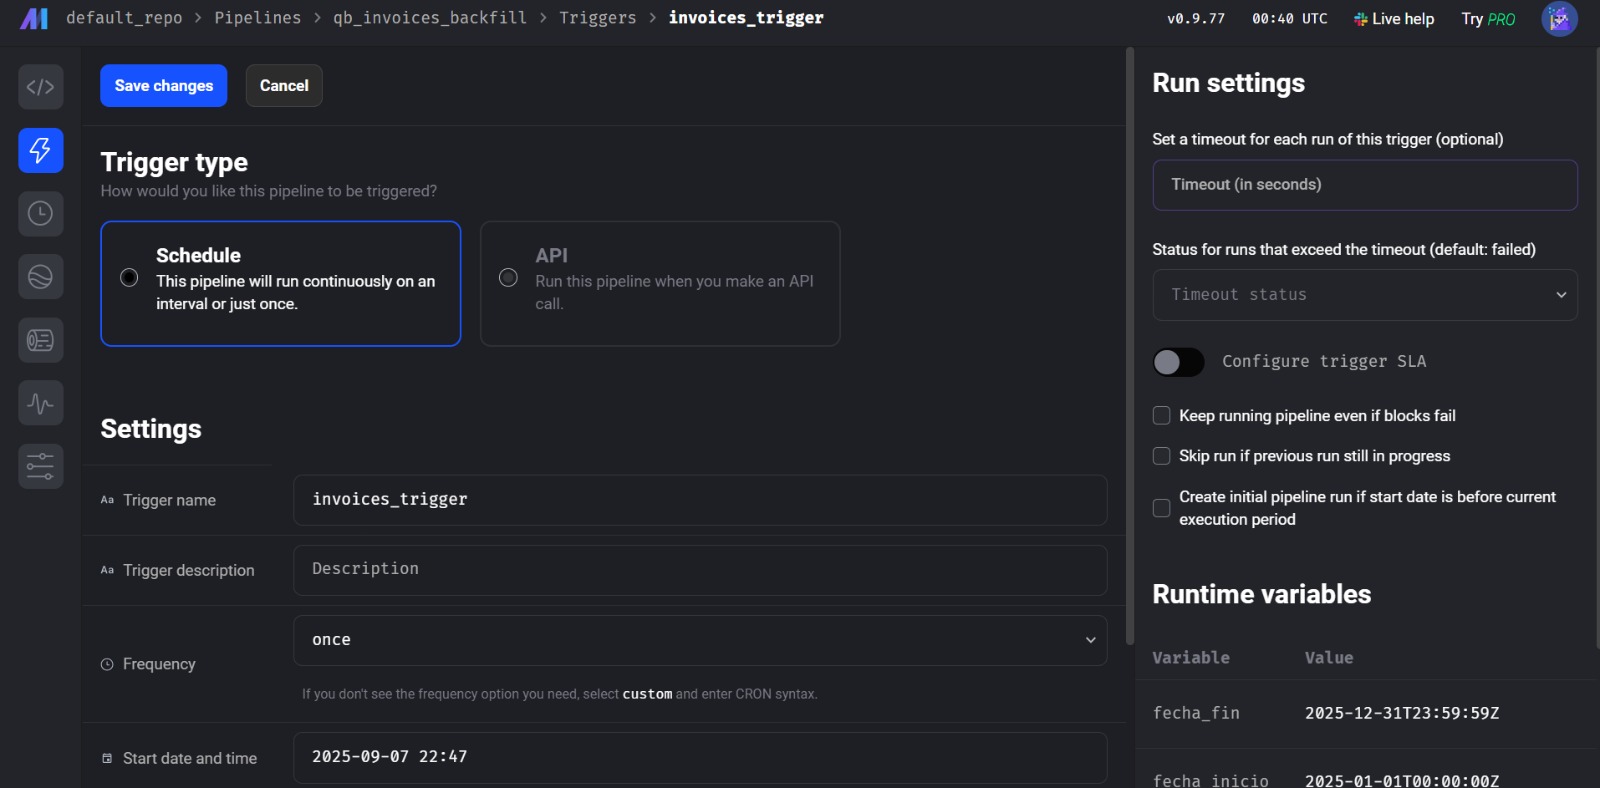 default_repo > Pipelines > qb_invoices_backfill > Triggers > invoices_trigger
v0.9.77 00:40 UTC Live help Try PRO
Save changes Cancel
Trigger type
How would you like this pipeline to be triggered?
Schedule
This pipeline will run continuously on an
interval or just once.
API
Run this pipeline when you make an API
call.
Settings
Aa Trigger name invoices_trigger
Aa Trigger description Description
Frequency once
If you don't see the frequency option you need, select custom and enter CRON syntax.
Start date and time 2025-09-07 22:47
Run settings
Set a timeout for each run of this trigger (optional)
Timeout (in seconds)
Status for runs that exceed the timeout (default: failed)
Timeout status
Configure trigger SLA
Keep running pipeline even if blocks fail
Skip run if previous run still in progress
Create initial pipeline run if start date is before current
execution period
Runtime variables
Variable Value
fecha_fin 2025-12-31T23:59:59Z
fecha_inicio 2025-01-01T00:00:00Z